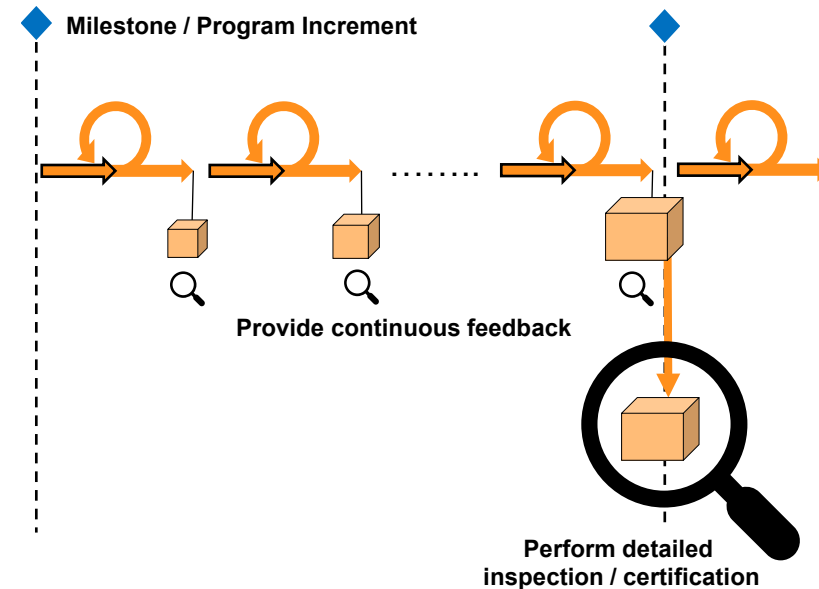 Milestone / Program Increment
Provide continuous feedback
Perform detailed
inspection / certification